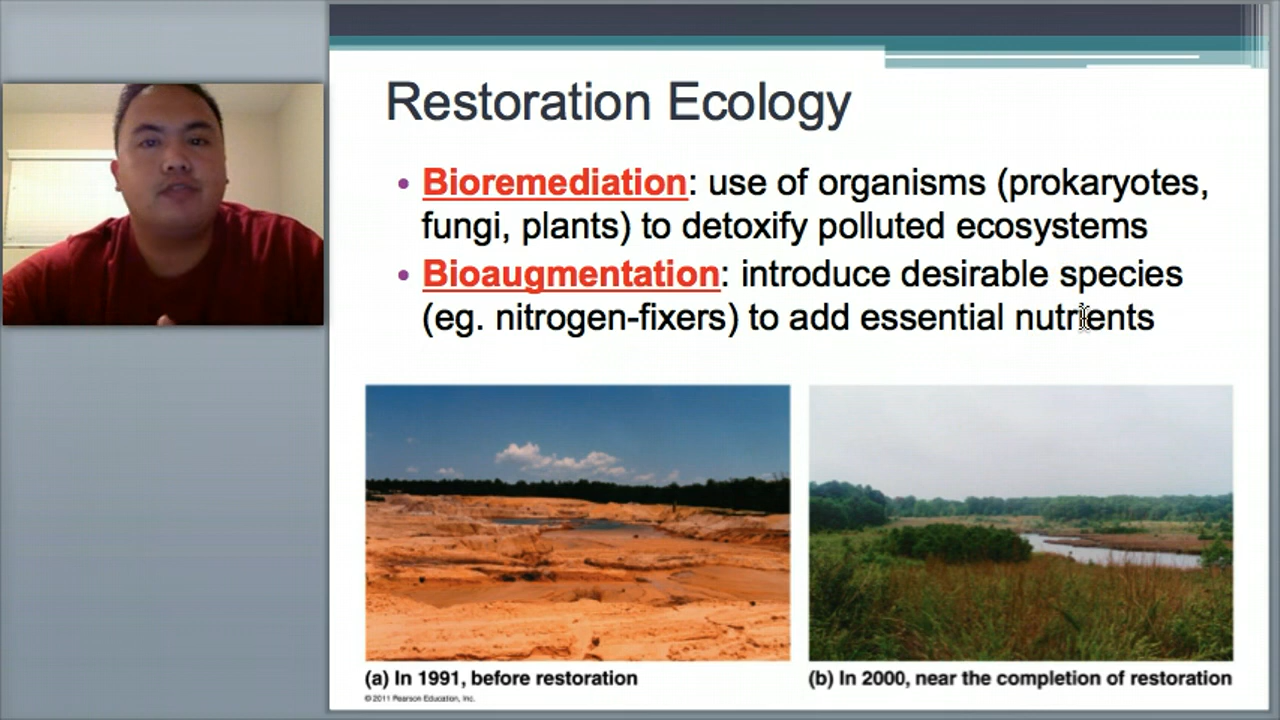 Restoration Ecology
• Bioremediation: use of organisms (prokaryotes,
fungi, plants) to detoxify polluted ecosystems
• Bioaugmentation: introduce desirable species
(eg. nitrogen-fixers) to add essential nutrients
(a) In 1991, before restoration
(b) In 2000, near the completion of restoration
© 2011 Pearson Education, Inc.